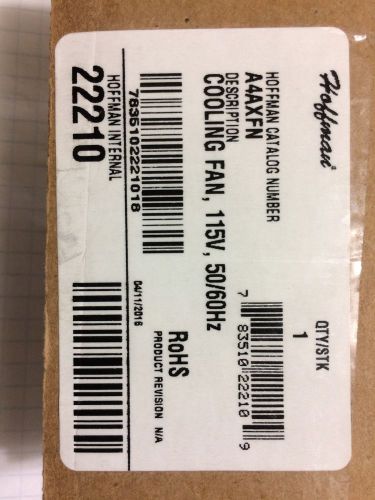 Hoffman®
HOFFMAN CATALOG NUMBER
A4AXFN
DESCRIPTION
COOLING FAN, 115V, 50/60Hz
QTY/STK
1
7 83510 22210 9
7835102221018
RoHS
PRODUCT REVISION N/A
HOFFMAN INTERNAL
22210
04/11/2016